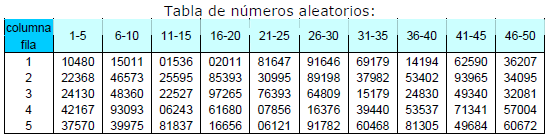 Tabla de números aleatorios:
columna fila 1-5 6-10 11-15 16-20 21-25 26-30 31-35 36-40 41-45 46-50
1 10480 15011 01536 02011 81647 91646 69179 14194 62590 36207
2 22368 46573 25595 85393 30995 89198 37982 53402 93965 34095
3 24130 48360 22527 97265 76393 64809 15179 24830 49340 32081
4 42167 93093 06243 61680 07856 16376 39440 53537 71341 57004
5 37570 39975 81837 16656 06121 91782 60468 81305 49684 60672